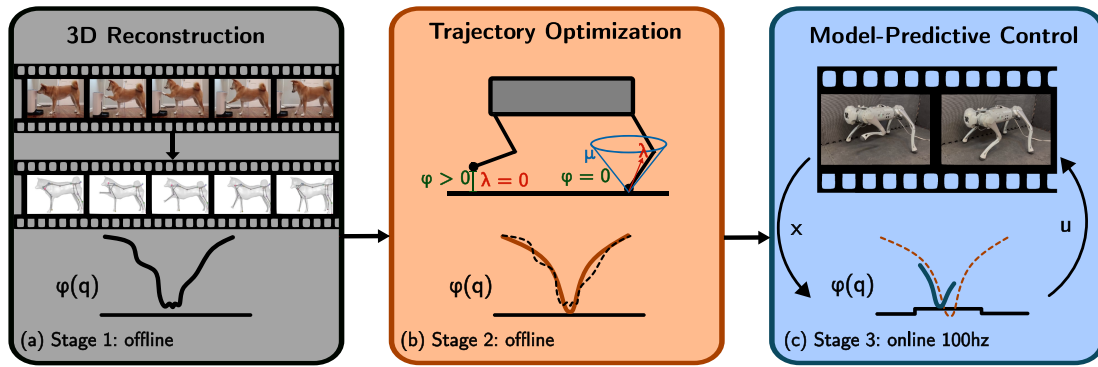 3D Reconstruction
φ(q)
(a) Stage 1: offline
Trajectory Optimization
μ
λ
φ > 0
λ = 0
φ = 0
φ(q)
(b) Stage 2: offline
Model-Predictive Control
x
u
φ(q)
(c) Stage 3: online 100hz